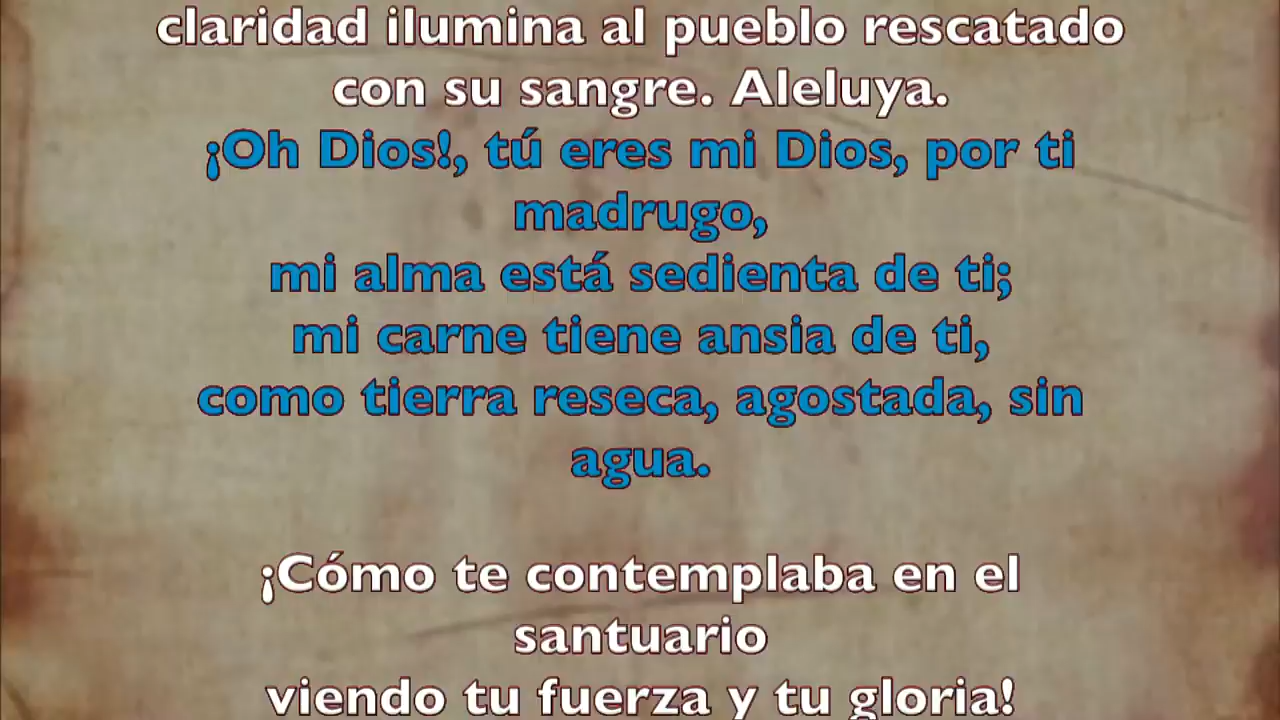 claridad ilumina al pueblo rescatado
con su sangre. Aleluya.
¡Oh Dios!, tú eres mi Dios, por ti
madrugo,
mi alma está sedienta de ti;
mi carne tiene ansia de ti,
como tierra reseca, agostada, sin
agua.
¡Cómo te contemplaba en el
santuario
viendo tu fuerza y tu gloria!